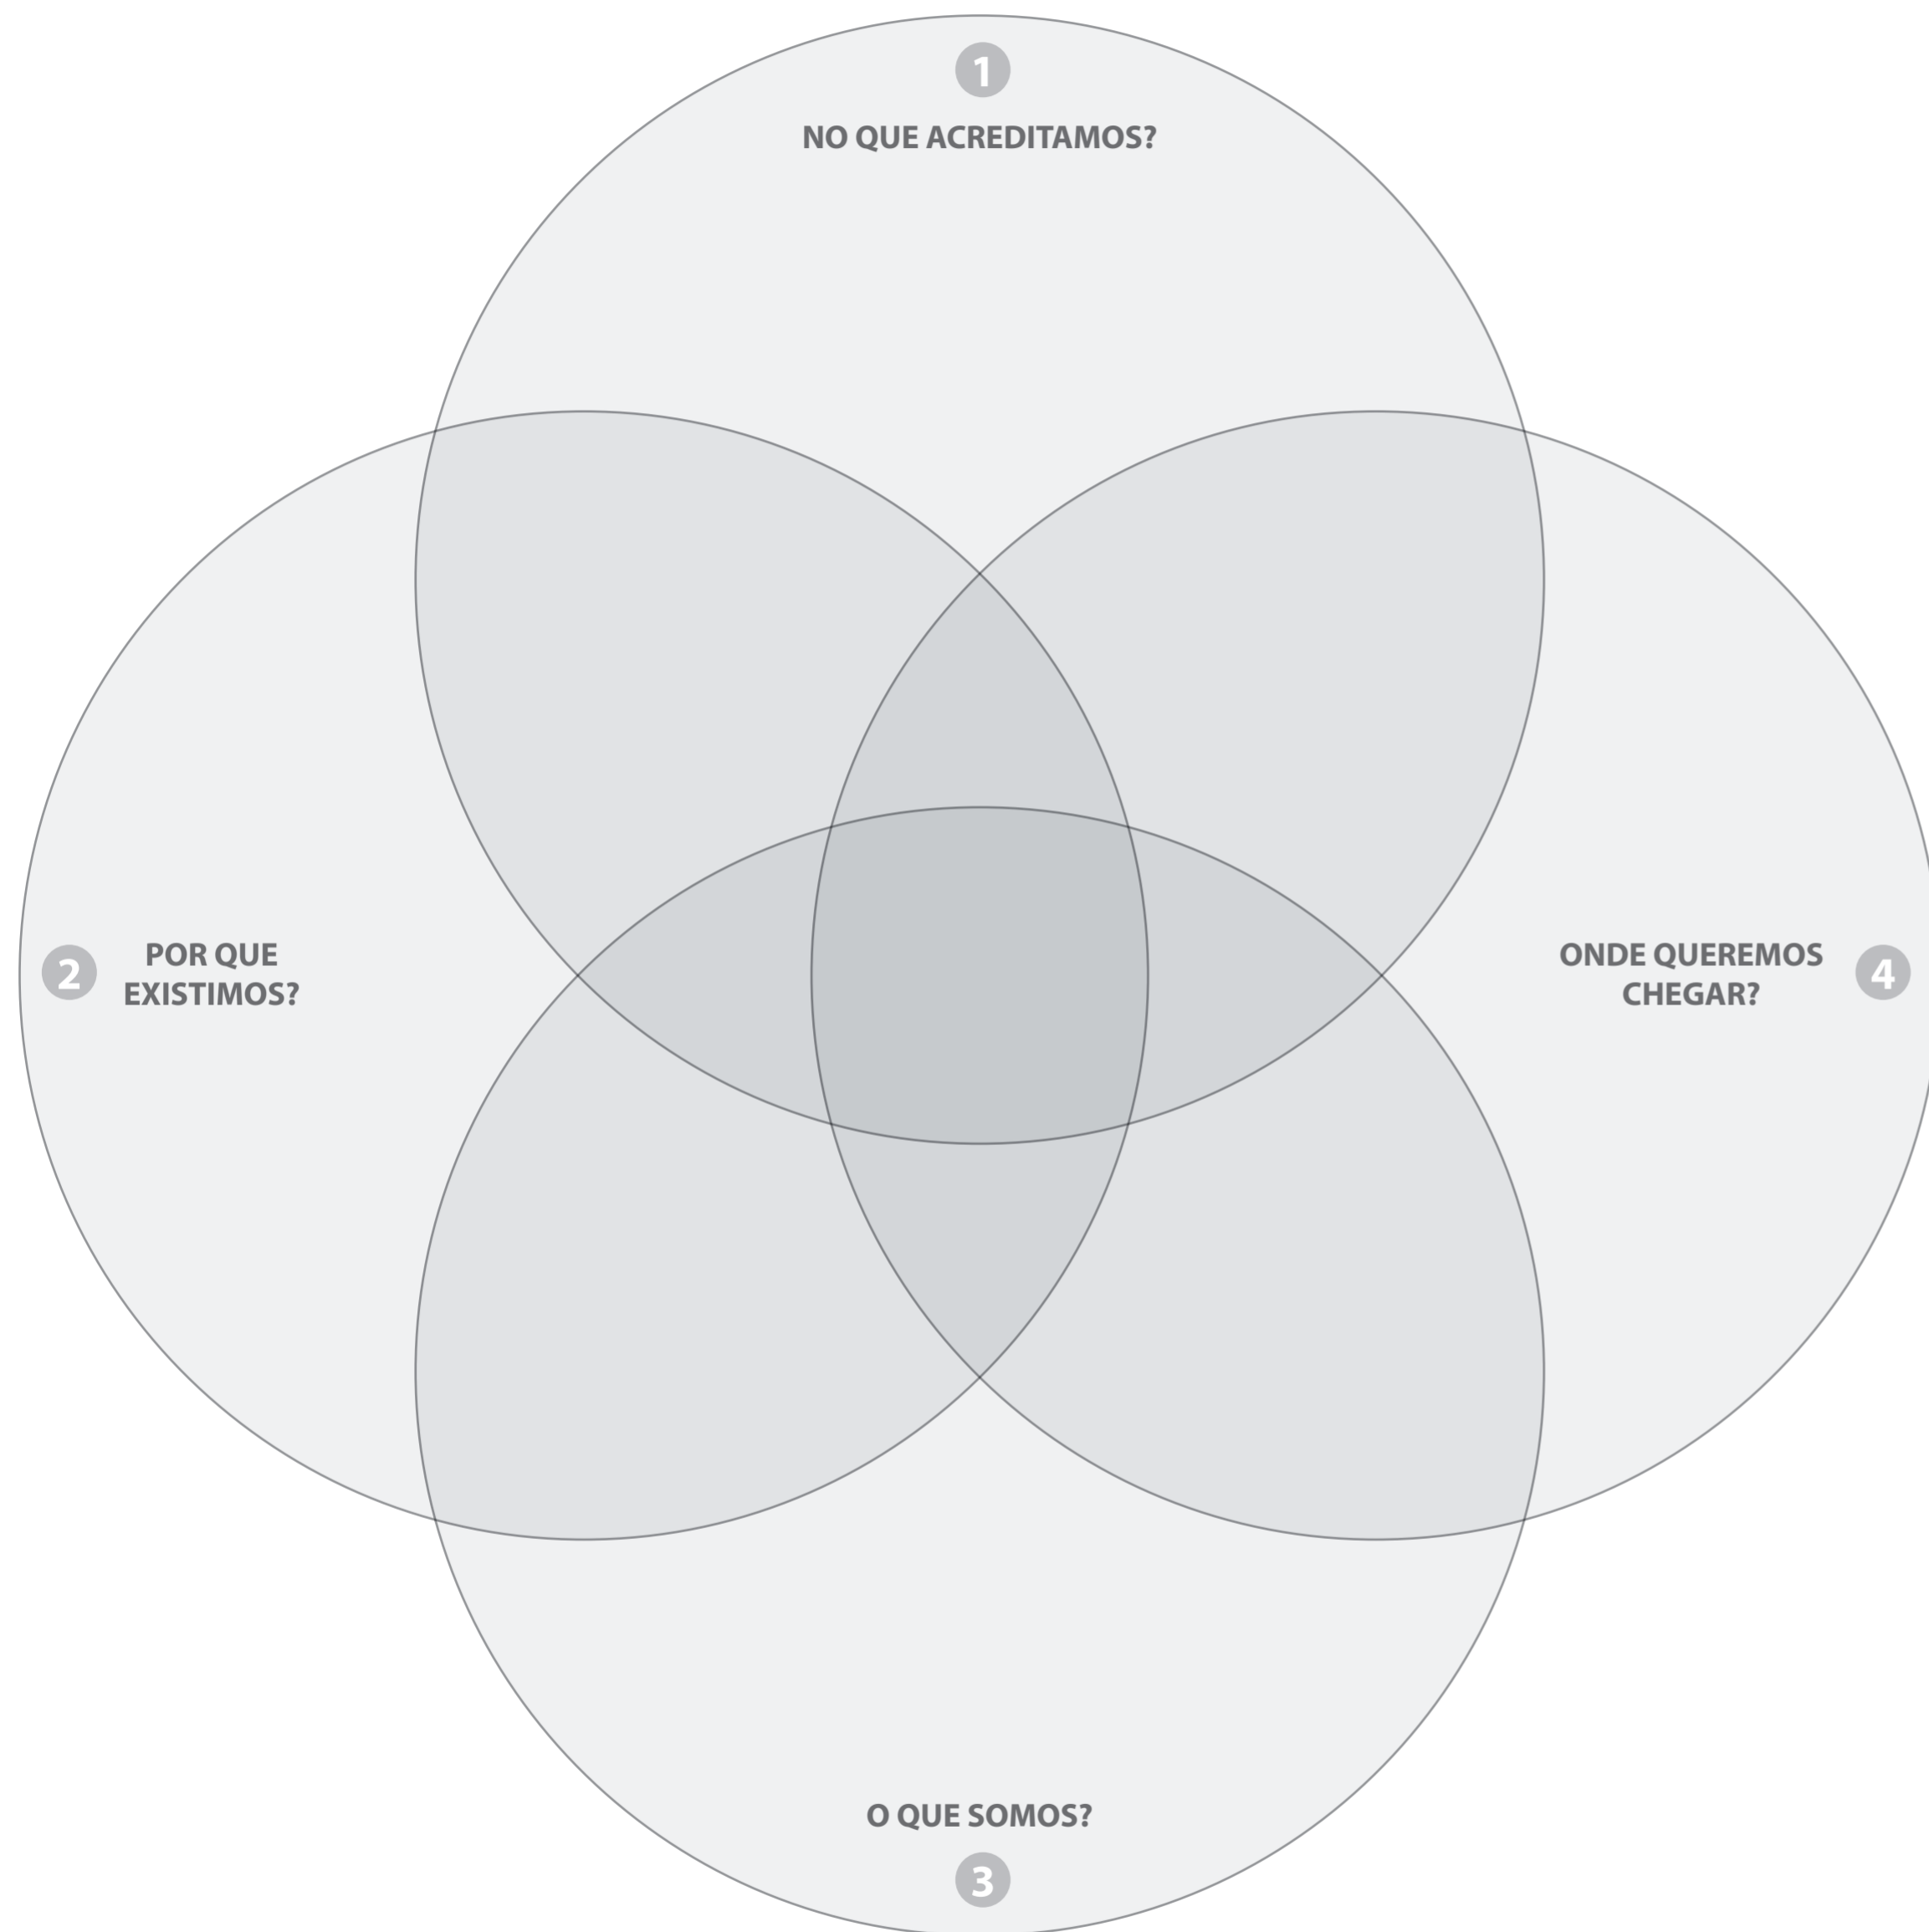 1
NO QUE ACREDITAMOS?
2
POR QUE
EXISTIMOS?
ONDE QUEREMOS
CHEGAR?
4
O QUE SOMOS?
3